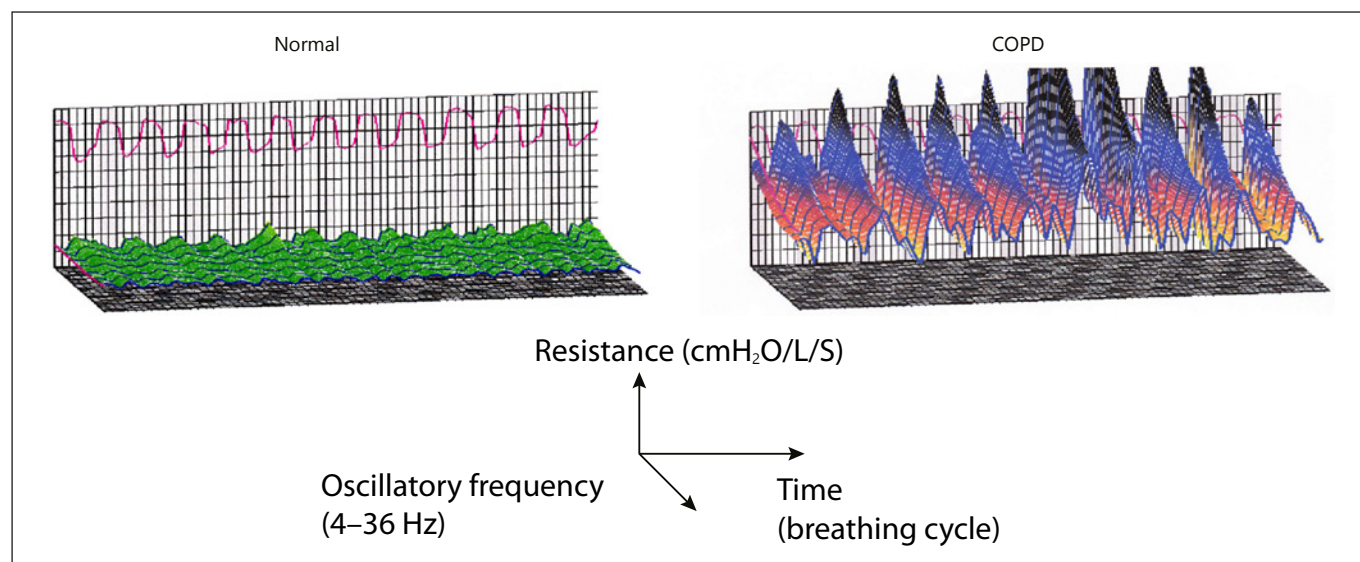 Normal
COPD
Resistance (cmH₂O/L/S)
Oscillatory frequency
(4–36 Hz)
Time
(breathing cycle)